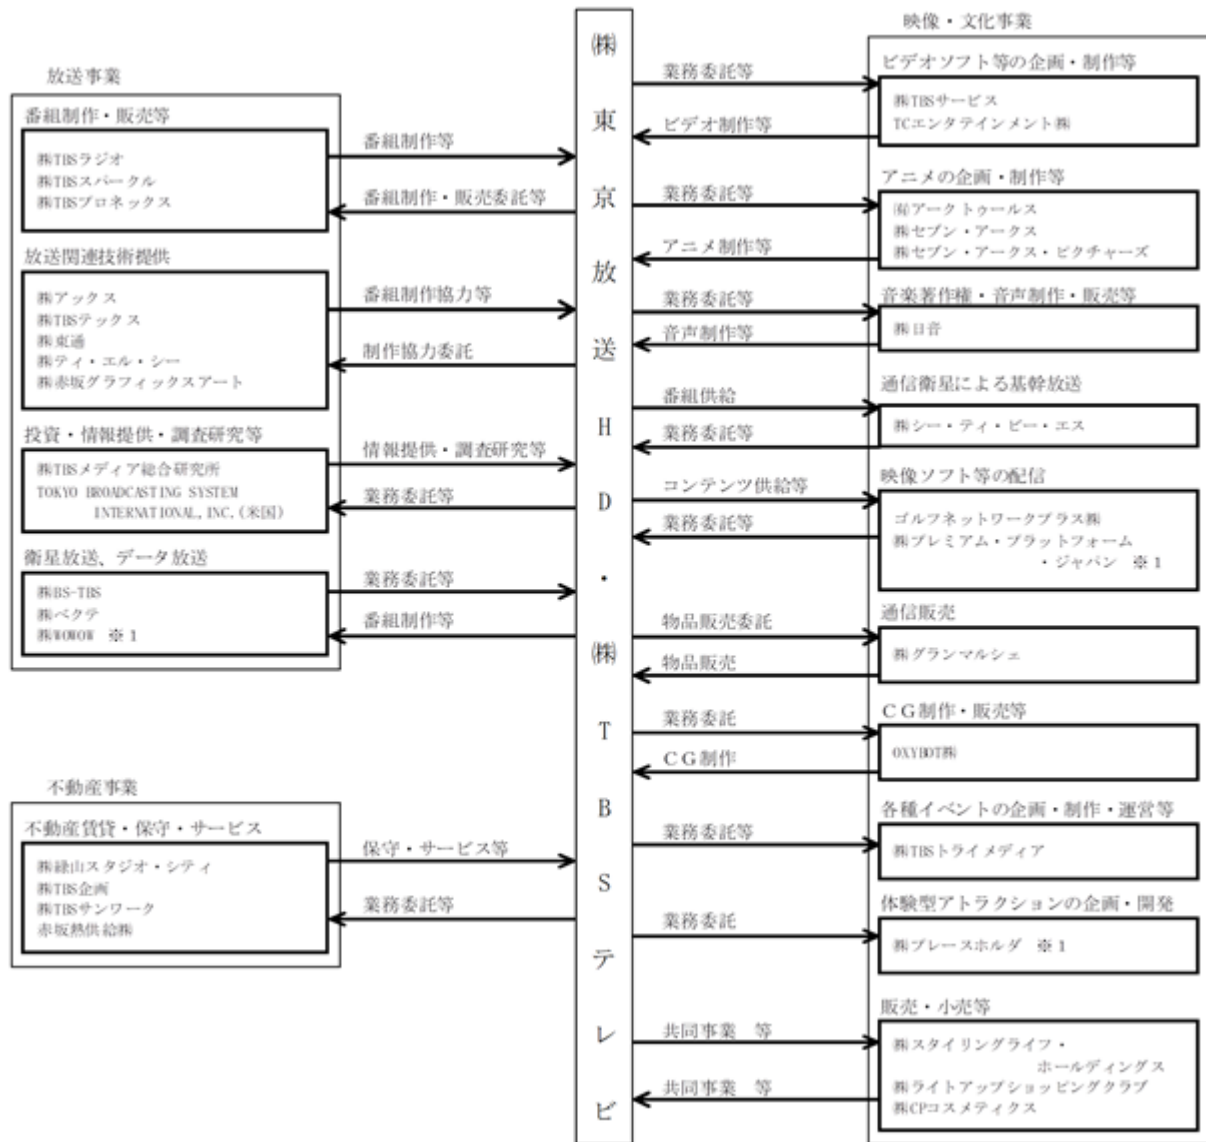 放送事業
番組制作・販売等
㈱TBSラジオ
㈱TBSスパークル
㈱TBSプロネックス
番組制作等
番組制作・販売委託等
放送関連技術提供
㈱アックス
㈱TBSテックス
㈱東通
㈱ティ・エル・シー
㈱赤坂グラフィックスアート
番組制作協力等
制作協力委託
投資・情報提供・調査研究等
㈱TBSメディア総合研究所
TOKYO BROADCASTING SYSTEM
INTERNATIONAL,INC.(米国)
情報提供・調査研究等
業務委託等
衛星放送、データ放送
㈱BS-TBS
㈱ベクテ
㈱WOWOW ※１
業務委託等
番組制作等
不動産事業
不動産賃貸・保守・サービス
㈱緑山スタジオ・シティ
㈱TBS企画
㈱TBSサンワーク
赤坂熱供給㈱
保守・サービス等
業務委託等
㈱東京放送HD・㈱TBSテレビ
映像・文化事業
ビデオソフト等の企画・制作等
業務委託等
㈱TBSサービス
TCエンタテインメント㈱
ビデオ制作等
アニメの企画・制作等
業務委託等
㈲アークトゥールス
㈱セブン・アークス
㈱セブン・アークス・ピクチャーズ
アニメ制作等
音楽著作権・音声制作・販売等
業務委託等
㈱日音
音声制作等
通信衛星による基幹放送
番組供給
㈱シー・ティ・ビー・エス
業務委託等
映像ソフト等の配信
コンテンツ供給等
ゴルフネットワークプラス㈱
㈱プレミアム・プラットフォーム
・ジャパン ※１
業務委託等
通信販売
物品販売委託
㈱グランマルシェ
物品販売
ＣＧ制作・販売等
業務委託
OXYBOT㈱
ＣＧ制作
各種イベントの企画・制作・運営等
業務委託等
㈱TBSトライメディア
体験型アトラクションの企画・開発
業務委託
㈱プレースホルダ ※１
販売・小売等
共同事業 等
㈱スタイリングライフ・
ホールディングス
㈱ライトアップショッピングクラブ
㈱CPコスメティクス
共同事業 等